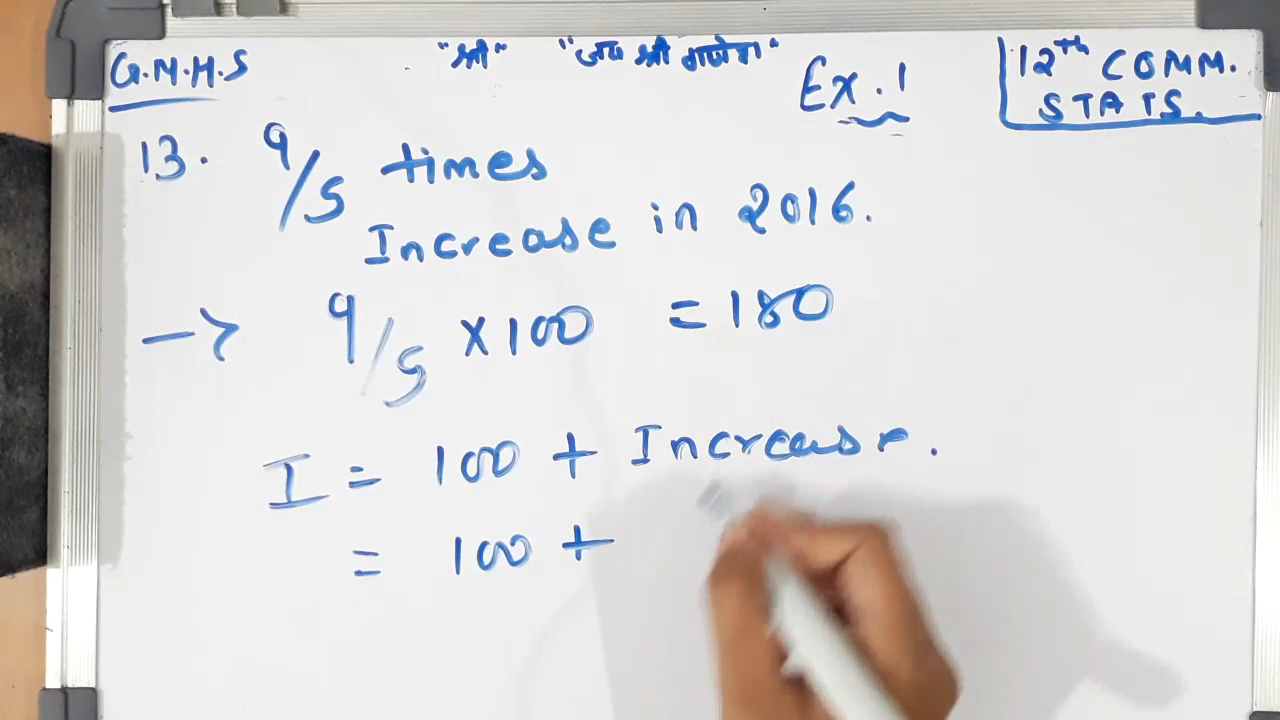 G.M.H.S "श्री" "जय श्री गणेश" Ex.1 12th COMM. STATS.
13. 9/5 times
Increase in 2016.
→ 9/5 × 100 = 180
I = 100 + Increase.
= 100 +